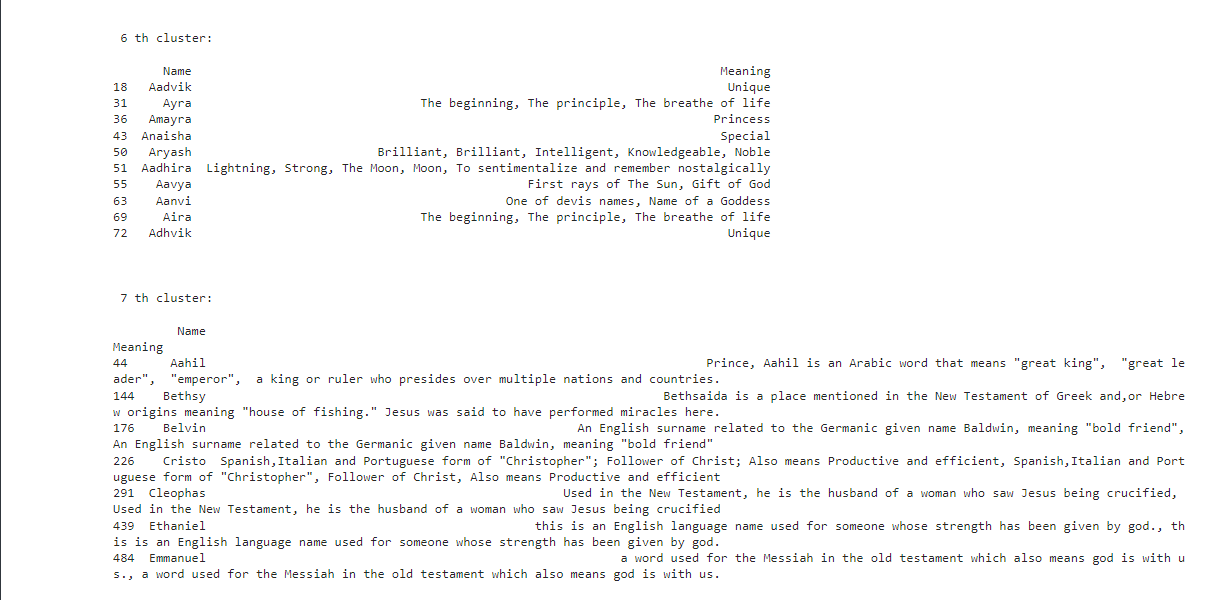 6 th cluster:
Name Meaning
18 Aadvik Unique
31 Ayra The beginning, The principle, The breathe of life
36 Amayra Princess
43 Anaisha Special
50 Aryash Brilliant, Brilliant, Intelligent, Knowledgeable, Noble
51 Aadhira Lightning, Strong, The Moon, Moon, To sentimentalize and remember nostalgically
55 Aavya First rays of The Sun, Gift of God
63 Aanvi One of devis names, Name of a Goddess
69 Aira The beginning, The principle, The breathe of life
72 Adhvik Unique
7 th cluster:
Name
Meaning
44 Aahil Prince, Aahil is an Arabic word that means "great king", "great le
ader", "emperor", a king or ruler who presides over multiple nations and countries.
144 Bethsy Bethsaida is a place mentioned in the New Testament of Greek and,or Hebre
w origins meaning "house of fishing." Jesus was said to have performed miracles here.
176 Belvin An English surname related to the Germanic given name Baldwin, meaning "bold friend",
An English surname related to the Germanic given name Baldwin, meaning "bold friend"
226 Cristo Spanish,Italian and Portuguese form of "Christopher"; Follower of Christ; Also means Productive and efficient, Spanish,Italian and Port
uguese form of "Christopher", Follower of Christ, Also means Productive and efficient
291 Cleophas Used in the New Testament, he is the husband of a woman who saw Jesus being crucified,
Used in the New Testament, he is the husband of a woman who saw Jesus being crucified
439 Ethaniel this is an English language name used for someone whose strength has been given by god., th
is is an English language name used for someone whose strength has been given by god.
484 Emmanuel a word used for the Messiah in the old testament which also means god is with u
s., a word used for the Messiah in the old testament which also means god is with us.